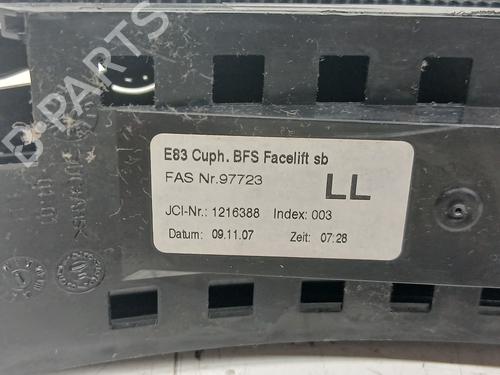 B-PARTS
E83 Cuph. BFS Facelift sb
FAS Nr.97723
LL
JCI-Nr.: 1216388 Index: 003
Datum: 09.11.07 Zeit: 07:28